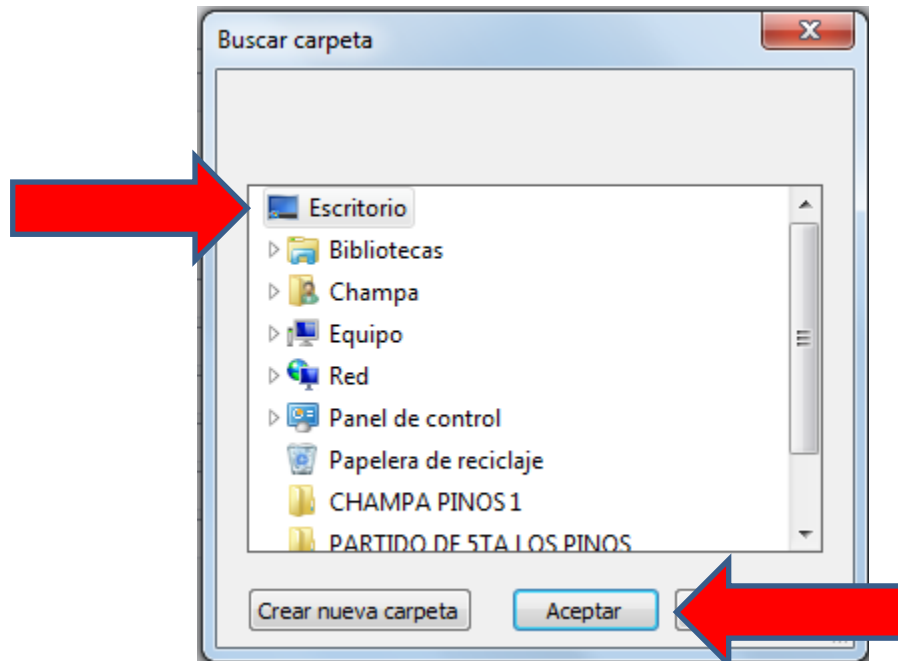 Buscar carpeta
Escritorio
Bibliotecas
Champa
Equipo
Red
Panel de control
Papelera de reciclaje
CHAMPA PINOS 1
PARTIDO DE 5TA LOS PINOS
Crear nueva carpeta Aceptar